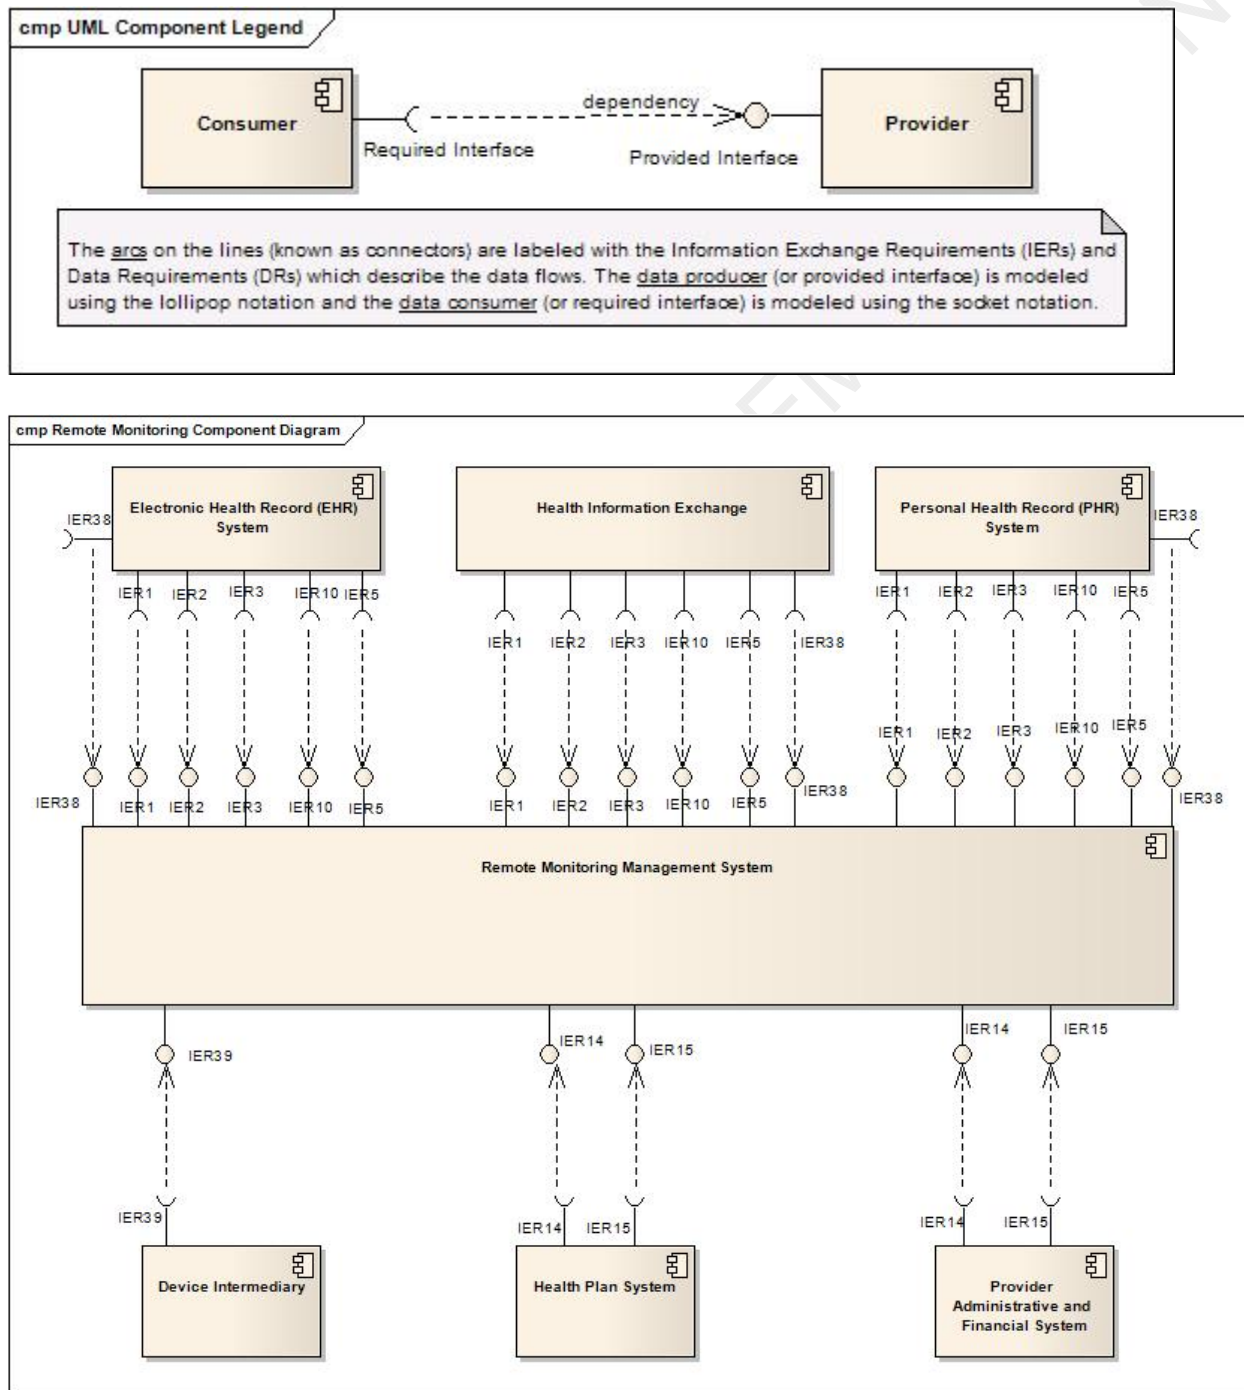 cmp UML Component Legend
Consumer
dependency
Provider
Required Interface
Provided Interface
The arcs on the lines (known as connectors) are labeled with the Information Exchange Requirements (IERs) and
Data Requirements (DRs) which describe the data flows. The data producer (or provided interface) is modeled
using the lollipop notation and the data consumer (or required interface) is modeled using the socket notation.
cmp Remote Monitoring Component Diagram
Electronic Health Record (EHR)
System
Health Information Exchange
Personal Health Record (PHR)
System
IER38
IER38
IER1 IER2 IER3 IER10 IER5
IER1 IER2 IER3 IER10 IER5
IER1 IER2 IER3 IER10 IER5 IER38
IER1 IER2 IER3 IER10 IER5
IER38 IER1 IER2 IER3 IER10 IER5
IER1 IER2 IER3 IER10 IER5 IER38
IER38
Remote Monitoring Management System
IER39
IER14
IER15
IER14
IER15
IER39
IER14
IER15
IER14
IER15
Device Intermediary
Health Plan System
Provider
Administrative and
Financial System